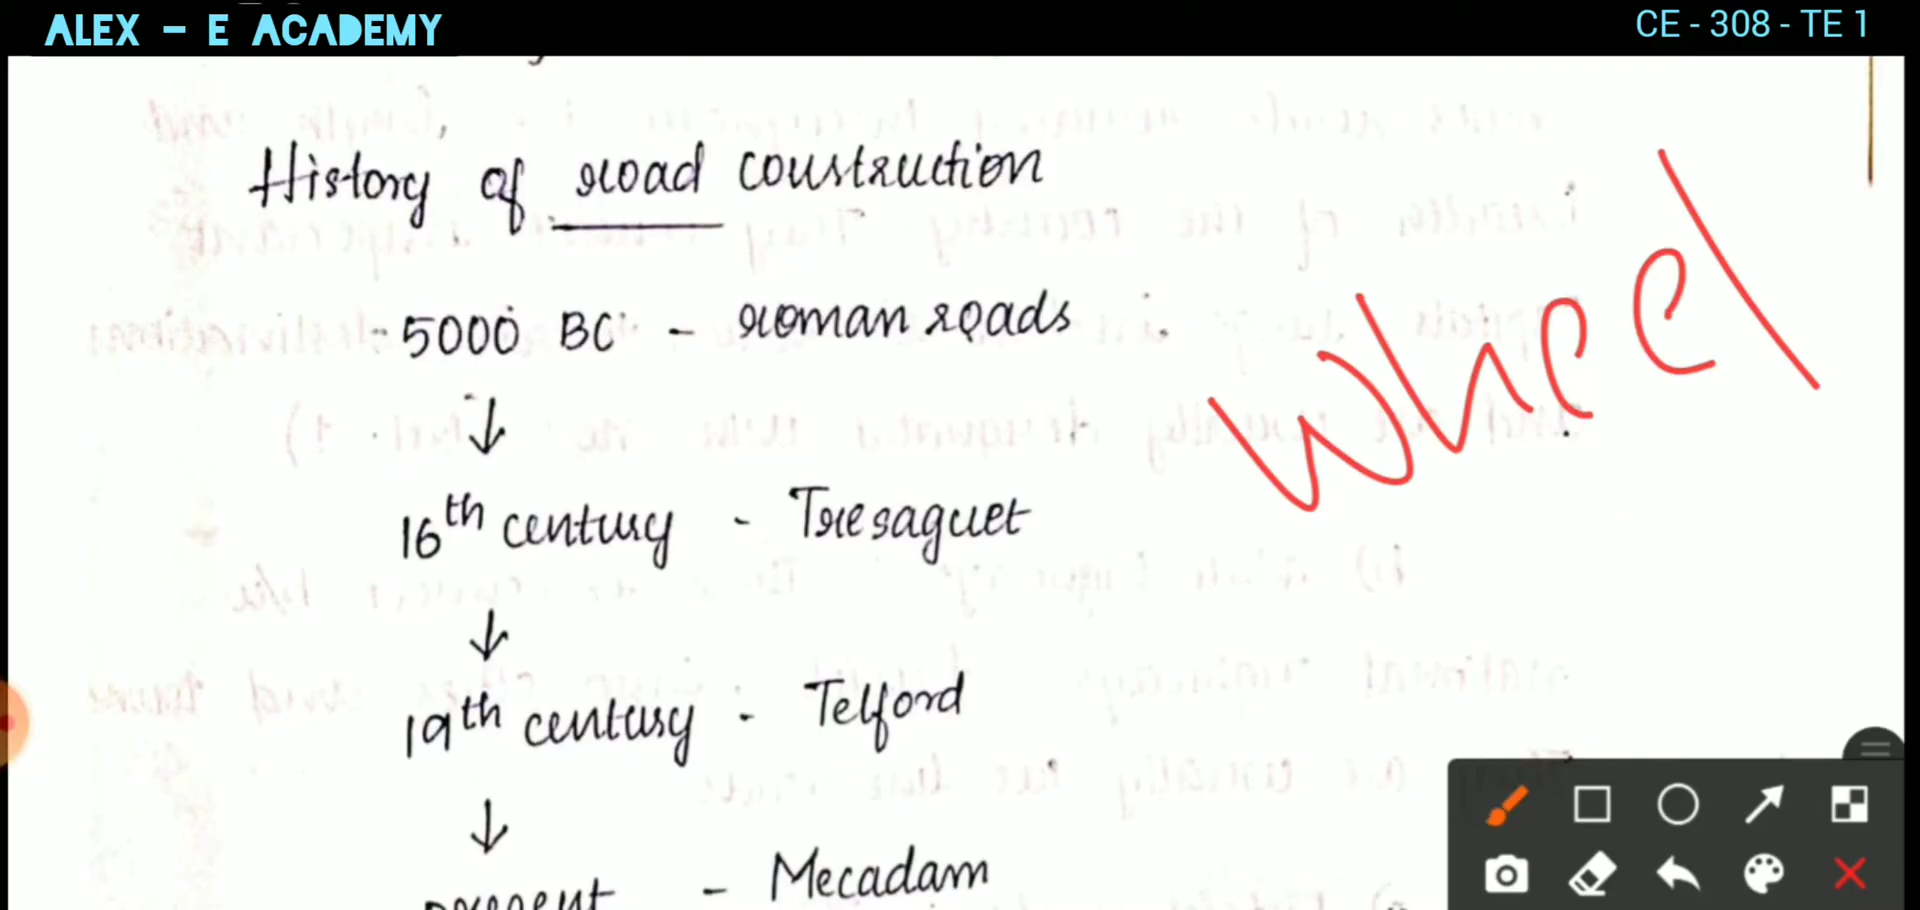 ALEX - E ACADEMY
CE - 308 - TE 1
History of road construction
5000 BC - roman roads
wheel
↓
16th century - Tresaguet
↓
19th century - Telford
↓
present - Mecadam